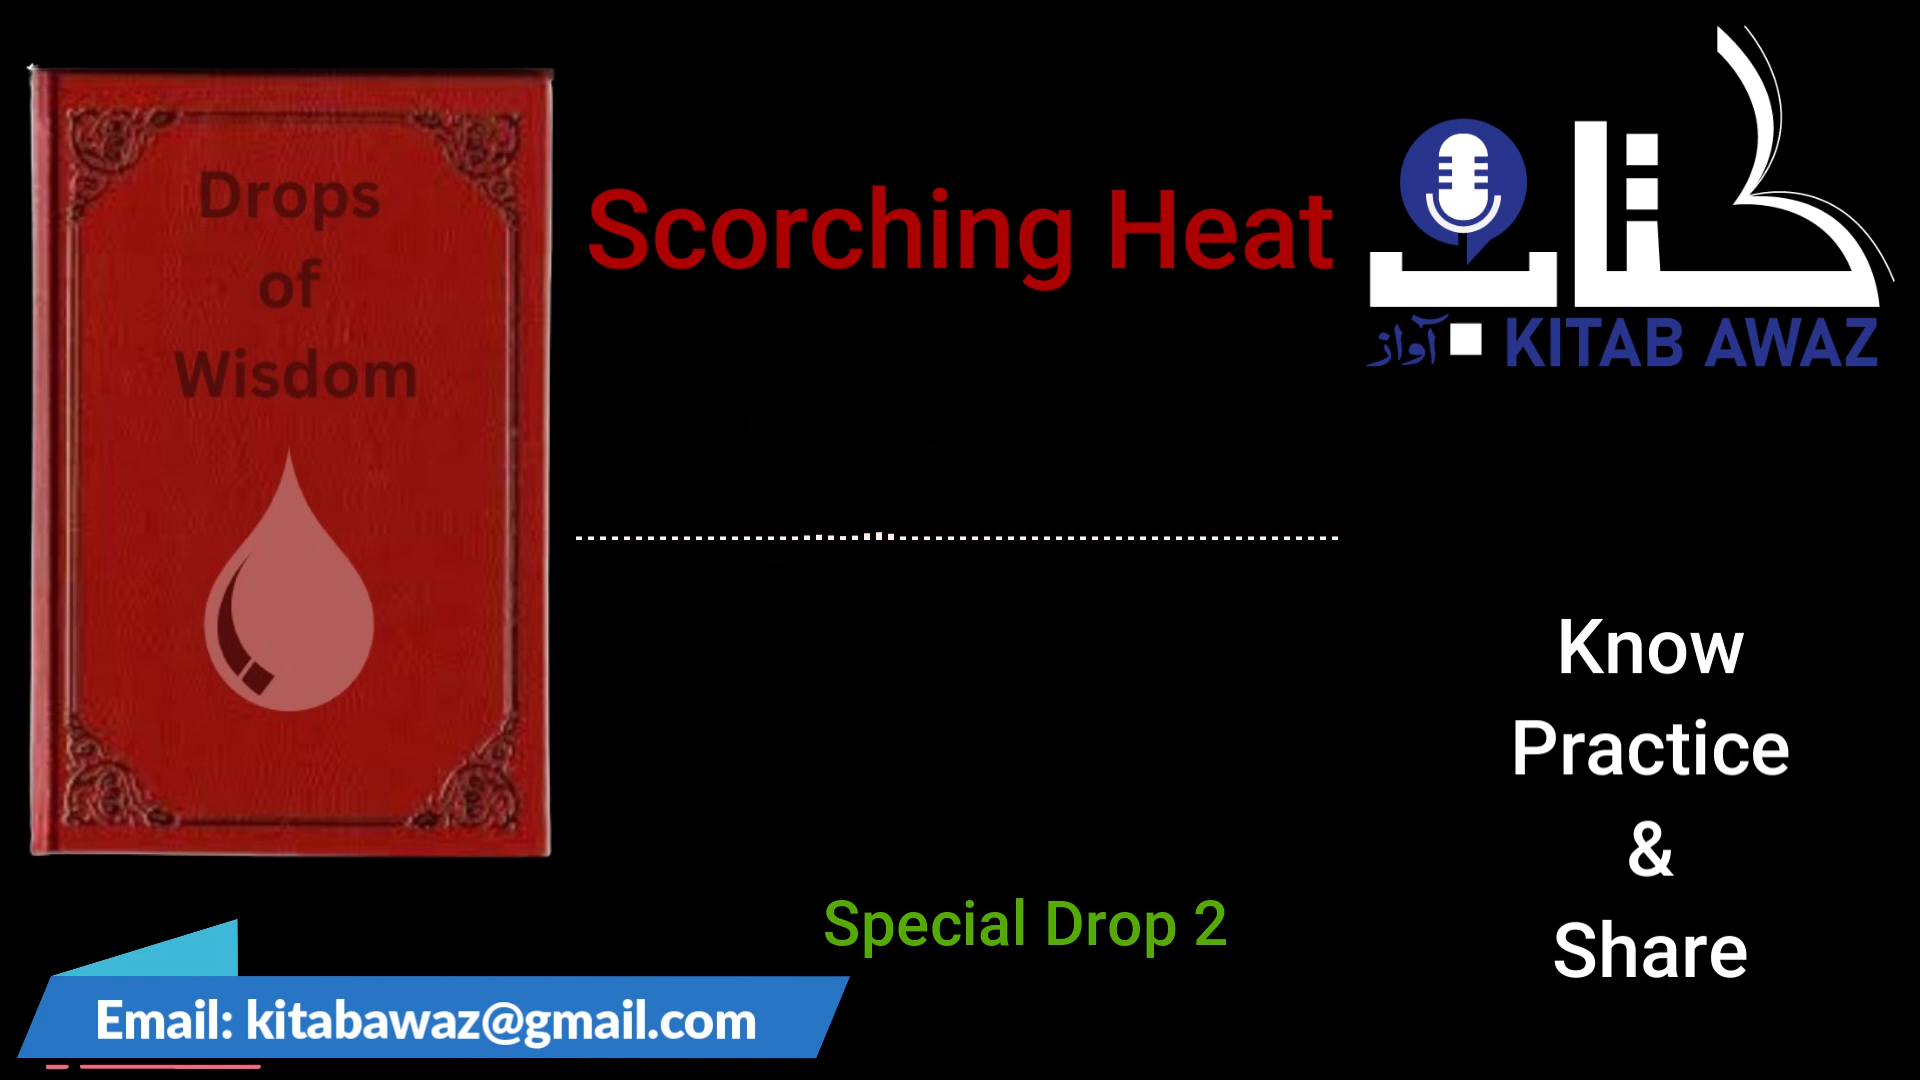 Drops
of
Wisdom
Scorching Heat
کتاب
آواز KITAB AWAZ
Know
Practice
&
Share
Special Drop 2
Email: kitabawaz@gmail.com